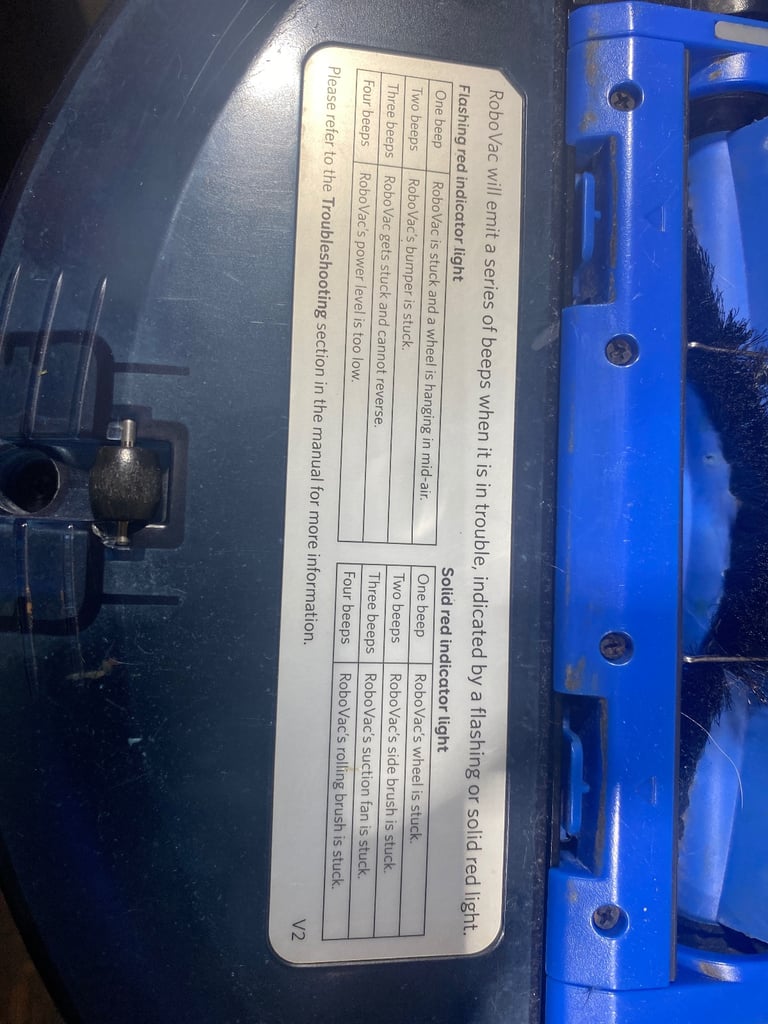 RoboVac will emit a series of beeps when it is in trouble, indicated by a flashing or solid red light.
Flashing red indicator light
One beep RoboVac is stuck and a wheel is hanging in mid-air.
Two beeps RoboVac's bumper is stuck.
Three beeps RoboVac gets stuck and cannot reverse.
Four beeps RoboVac's power level is too low.
Solid red indicator light
One beep RoboVac's wheel is stuck.
Two beeps RoboVac's side brush is stuck.
Three beeps RoboVac's suction fan is stuck.
Four beeps RoboVac's rolling brush is stuck.
Please refer to the Troubleshooting section in the manual for more information.
V2